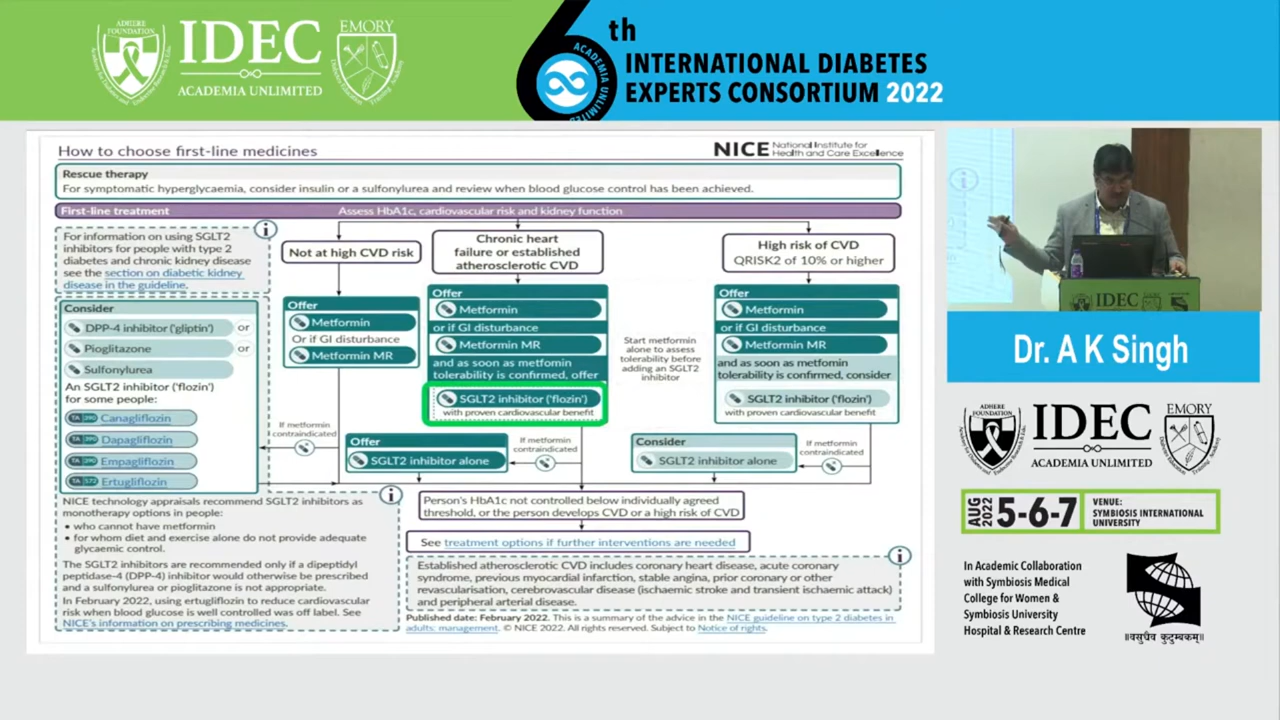 ADHERE
FOUNDATION
IDEC
ACADEMIA UNLIMITED
EMORY
6th
ACADEMIA UNLIMITED
INTERNATIONAL DIABETES
EXPERTS CONSORTIUM 2022
How to choose first-line medicines
NICE National Institute for
Health and Care Excellence
Rescue therapy
For symptomatic hyperglycaemia, consider insulin or a sulfonylurea and review when blood glucose control has been achieved.
First-line treatment
Assess HbA1c, cardiovascular risk and kidney function
For information on using SGLT2
inhibitors for people with type 2
diabetes and chronic kidney disease
see the section on diabetic kidney
disease in the guideline.
Consider
DPP-4 inhibitor ('gliptin') or
Pioglitazone or
Sulfonylurea
An SGLT2 inhibitor ('flozin')
for some people:
TA 390 Canagliflozin
TA 390 Dapagliflozin
TA 390 Empagliflozin
TA 572 Ertugliflozin
Not at high CVD risk
Offer
Metformin
Or if GI disturbance
Metformin MR
If metformin
contraindicated
Chronic heart
failure or established
atherosclerotic CVD
Offer
Metformin
or if GI disturbance
Metformin MR
and as soon as metfomin
tolerability is confirmed, offer
SGLT2 inhibitor ('flozin')
with proven cardiovascular benefit
Start metformin
alone to assess
tolerability before
adding an SGLT2
inhibitor
High risk of CVD
QRISK2 of 10% or higher
Offer
Metformin
or if GI disturbance
Metformin MR
and as soon as metfomin
tolerability is confirmed, consider
SGLT2 inhibitor ('flozin')
with proven cardiovascular benefit
Offer
SGLT2 inhibitor alone
If metformin
contraindicated
Consider
SGLT2 inhibitor alone
If metformin
contraindicated
NICE technology appraisals recommend SGLT2 inhibitors as
monotherapy options in people:
• who cannot have metformin
• for whom diet and exercise alone do not provide adequate
glycaemic control.
The SGLT2 inhibitors are recommended only if a dipeptidyl
peptidase-4 (DPP-4) inhibitor would otherwise be prescribed
and a sulfonylurea or pioglitazone is not appropriate.
In February 2022, using ertugliflozin to reduce cardiovascular
risk when blood glucose is well controlled was off label. See
NICE's information on prescribing medicines.
Person's HbA1c not controlled below individually agreed
threshold, or the person develops CVD or a high risk of CVD
See treatment options if further interventions are needed
Established atherosclerotic CVD includes coronary heart disease, acute coronary
syndrome, previous myocardial infarction, stable angina, prior coronary or other
revascularisation, cerebrovascular disease (ischaemic stroke and transient ischaemic attack)
and peripheral arterial disease.
Published date: February 2022. This is a summary of the advice in the NICE guideline on type 2 diabetes in
adults: management. © NICE 2022. All rights reserved. Subject to Notice of rights.
IDEC
Dr. A K Singh
ADHERE
FOUNDATION
IDEC
ACADEMIA UNLIMITED
EMORY
AUG
2022
5-6-7
VENUE:
SYMBIOSIS INTERNATIONAL
UNIVERSITY
In Academic Collaboration
with Symbiosis Medical
College for Women &
Symbiosis University
Hospital & Research Centre
॥वसुधैव कुटुम्बकम्॥